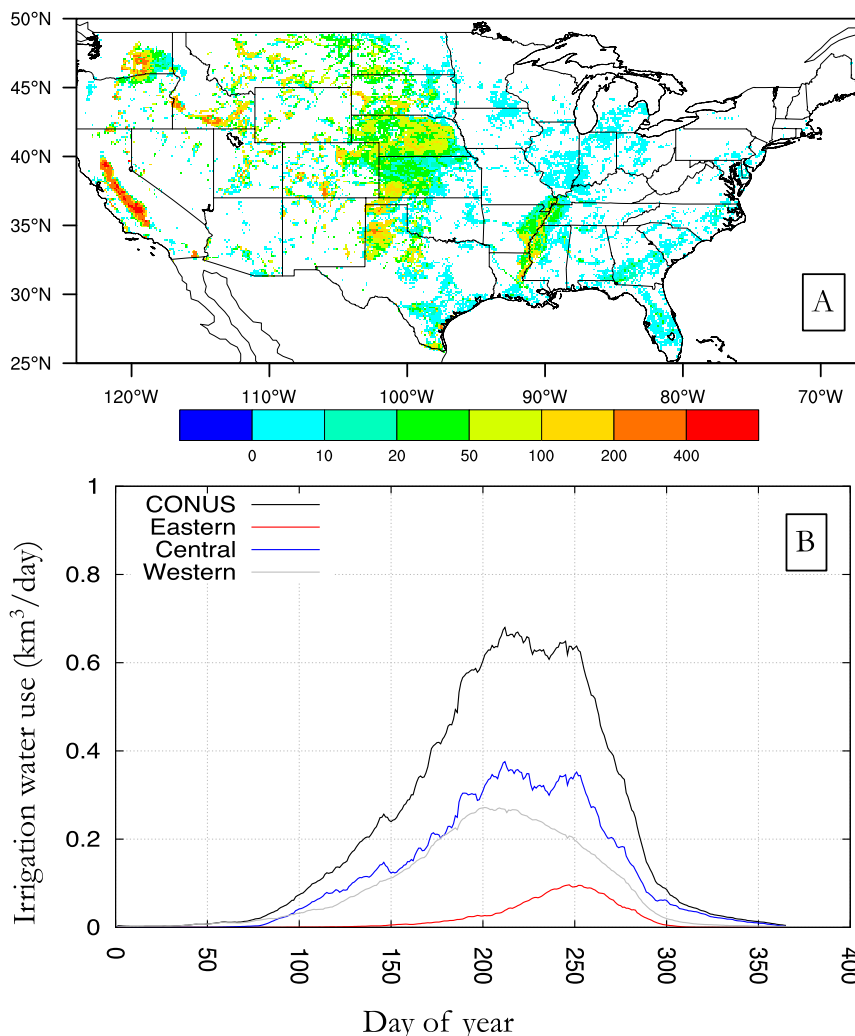 50°N
45°N
40°N
35°N
30°N
25°N
A
120°W 110°W 100°W 90°W 80°W 70°W
0 10 20 50 100 200 400
1
CONUS
Eastern
Central
Western
B
0.8
0.6
0.4
0.2
0
Irrigation water use (km³/day)
0 50 100 150 200 250 300 350 400
Day of year